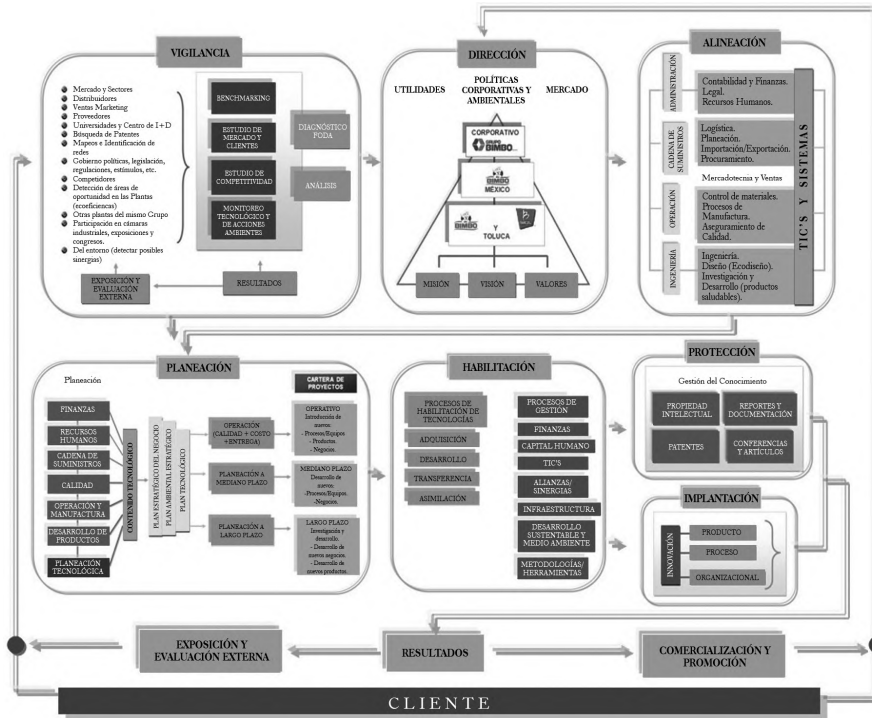 VIGILANCIA
Mercado y Sectores
Distribuidores
Ventas Marketing
Proveedores
Universidades y Centro de I+D
Búsqueda de Patentes
Mapeos e Identificación de
redes
Gobierno políticas, legislación,
regulaciones, estímulos, etc.
Competidores
Detección de áreas de
oportunidad en las Plantas
(ecoeficiencas)
Otras plantas del mismo Grupo
Participación en cámaras
industriales, exposiciones y
congresos.
Del entorno (detectar posibles
sinergias)
BENCHMARKING
ESTUDIO DE
MERCADO Y
CLIENTES
ESTUDIO DE
COMPETITIVIDAD
MONITOREO
TECNOLÓGICO Y
DE ACCIONES
AMBIENTES
DIAGNÓSTICO
FODA
ANÁLISIS
EXPOSICIÓN Y
EVALUACIÓN
EXTERNA
RESULTADOS
DIRECCIÓN
UTILIDADES
POLÍTICAS
CORPORATIVAS Y
AMBIENTALES
MERCADO
CORPORATIVO
GRUPO
BIMBO
BIMBO
MÉXICO
BIMBO
Y
TOLUCA
MISIÓN
VISIÓN
VALORES
ALINEACIÓN
ADMINISTRACIÓN
Contabilidad y Finanzas.
Legal.
Recursos Humanos.
CADENA DE
SUMINISTROS
Logística.
Planeación.
Importación/Exportación.
Procuramiento.
Mercadotecnia y Ventas
OPERACIÓN
Control de materiales.
Procesos de
Manufactura.
Aseguramiento de
Calidad.
INGENIERÍA
Ingeniería.
Diseño (Ecodiseño).
Investigación y
Desarrollo (productos
saludables).
TIC'S Y SISTEMAS
PLANEACIÓN
Planeación
FINANZAS
RECURSOS
HUMANOS
CADENA DE
SUMINISTROS
CALIDAD
OPERACIÓN Y
MANUFACTURA
DESARROLLO DE
PRODUCTOS
PLANEACIÓN
TECNOLÓGICA
CONTENIDO TECNOLÓGICO
PLAN ESTRATÉGICO DEL NEGOCIO
PLAN AMBIENTAL ESTRATÉGICO
PLAN TECNOLÓGICO
OPERACIÓN
(CALIDAD + COSTO
+ENTREGA)
PLANEACIÓN A
MEDIANO PLAZO
PLANEACIÓN A
LARGO PLAZO
CARTERA DE
PROYECTOS
OPERATIVO
Introducción de
nuevos:
- Procesos/Equipos
- Productos.
- Negocios.
MEDIANO PLAZO
Desarrollo de
nuevos:
-Procesos/Equipos.
-Negocios.
LARGO PLAZO
Investigación y
desarrollo.
- Desarrollo de
nuevos negocios.
- Desarrollo de
nuevos productos.
HABILITACIÓN
PROCESOS DE
HABILITACIÓN DE
TECNOLOGÍAS
ADQUISICIÓN
DESARROLLO
TRANSFERENCIA
ASIMILACIÓN
PROCESOS DE
GESTIÓN
FINANZAS
CAPITAL HUMANO
TIC'S
ALIANZAS/
SINERGIAS
INFRAESTRUCTURA
DESARROLLO
SUSTENTABLE Y
MEDIO AMBIENTE
METODOLOGÍAS/
HERRAMIENTAS
PROTECCIÓN
Gestión del Conocimiento
PROPIEDAD
INTELECTUAL
REPORTES Y
DOCUMENTACIÓN
PATENTES
CONFERENCIAS
Y ARTÍCULOS
IMPLANTACIÓN
INNOVACIÓN
PRODUCTO
PROCESO
ORGANIZACIONAL
EXPOSICIÓN Y
EVALUACIÓN EXTERNA
RESULTADOS
COMERCIALIZACIÓN Y
PROMOCIÓN
CLIENTE